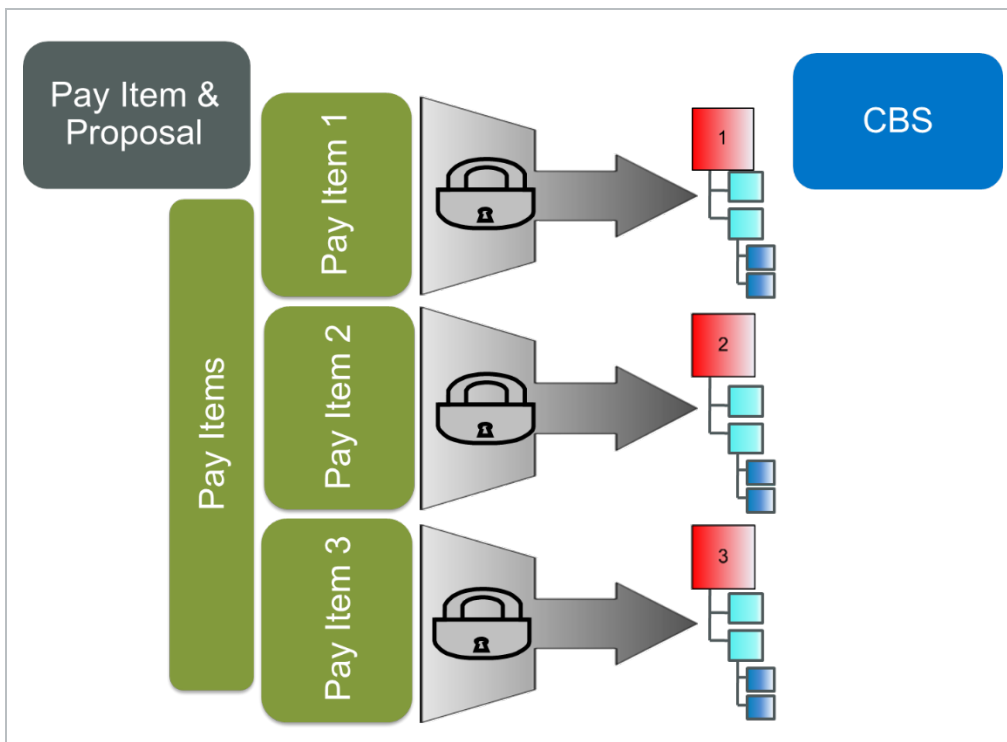 Pay Item &
Proposal
CBS
Pay Items
Pay Item 1
1
Pay Item 2
2
Pay Item 3
3